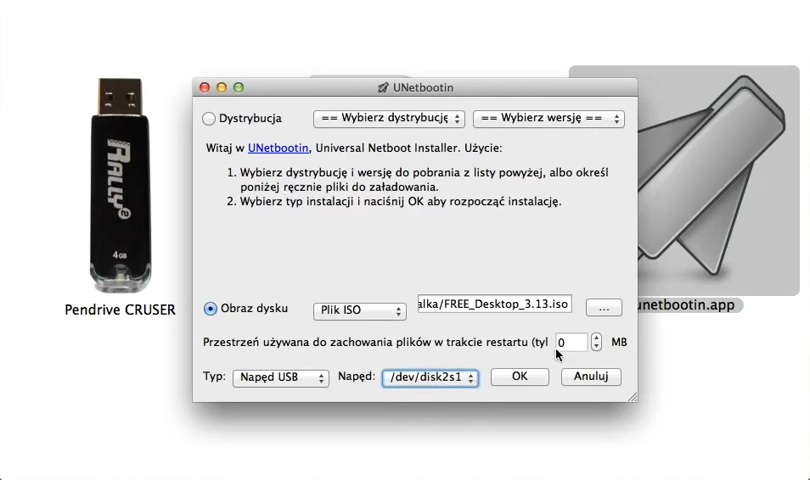 UNetbootin
Dystrybucja
== Wybierz dystrybucję
== Wybierz wersję ==
Witaj w UNetbootin, Universal Netboot Installer. Użycie:
1. Wybierz dystrybucję i wersję do pobrania z listy powyżej, albo określ
poniżej ręcznie pliki do załadowania.
2. Wybierz typ instalacji i naciśnij OK aby rozpocząć instalację.
RALLY2
4GB
Pendrive CRUSER
Obraz dysku
Plik ISO
alka/FREE_Desktop_3.13.iso
...
unetbootin.app
Przestrzeń używana do zachowania plików w trakcie restartu (tyl
0
MB
Typ:
Napęd USB
Napęd:
/dev/disk2s1
OK
Anuluj